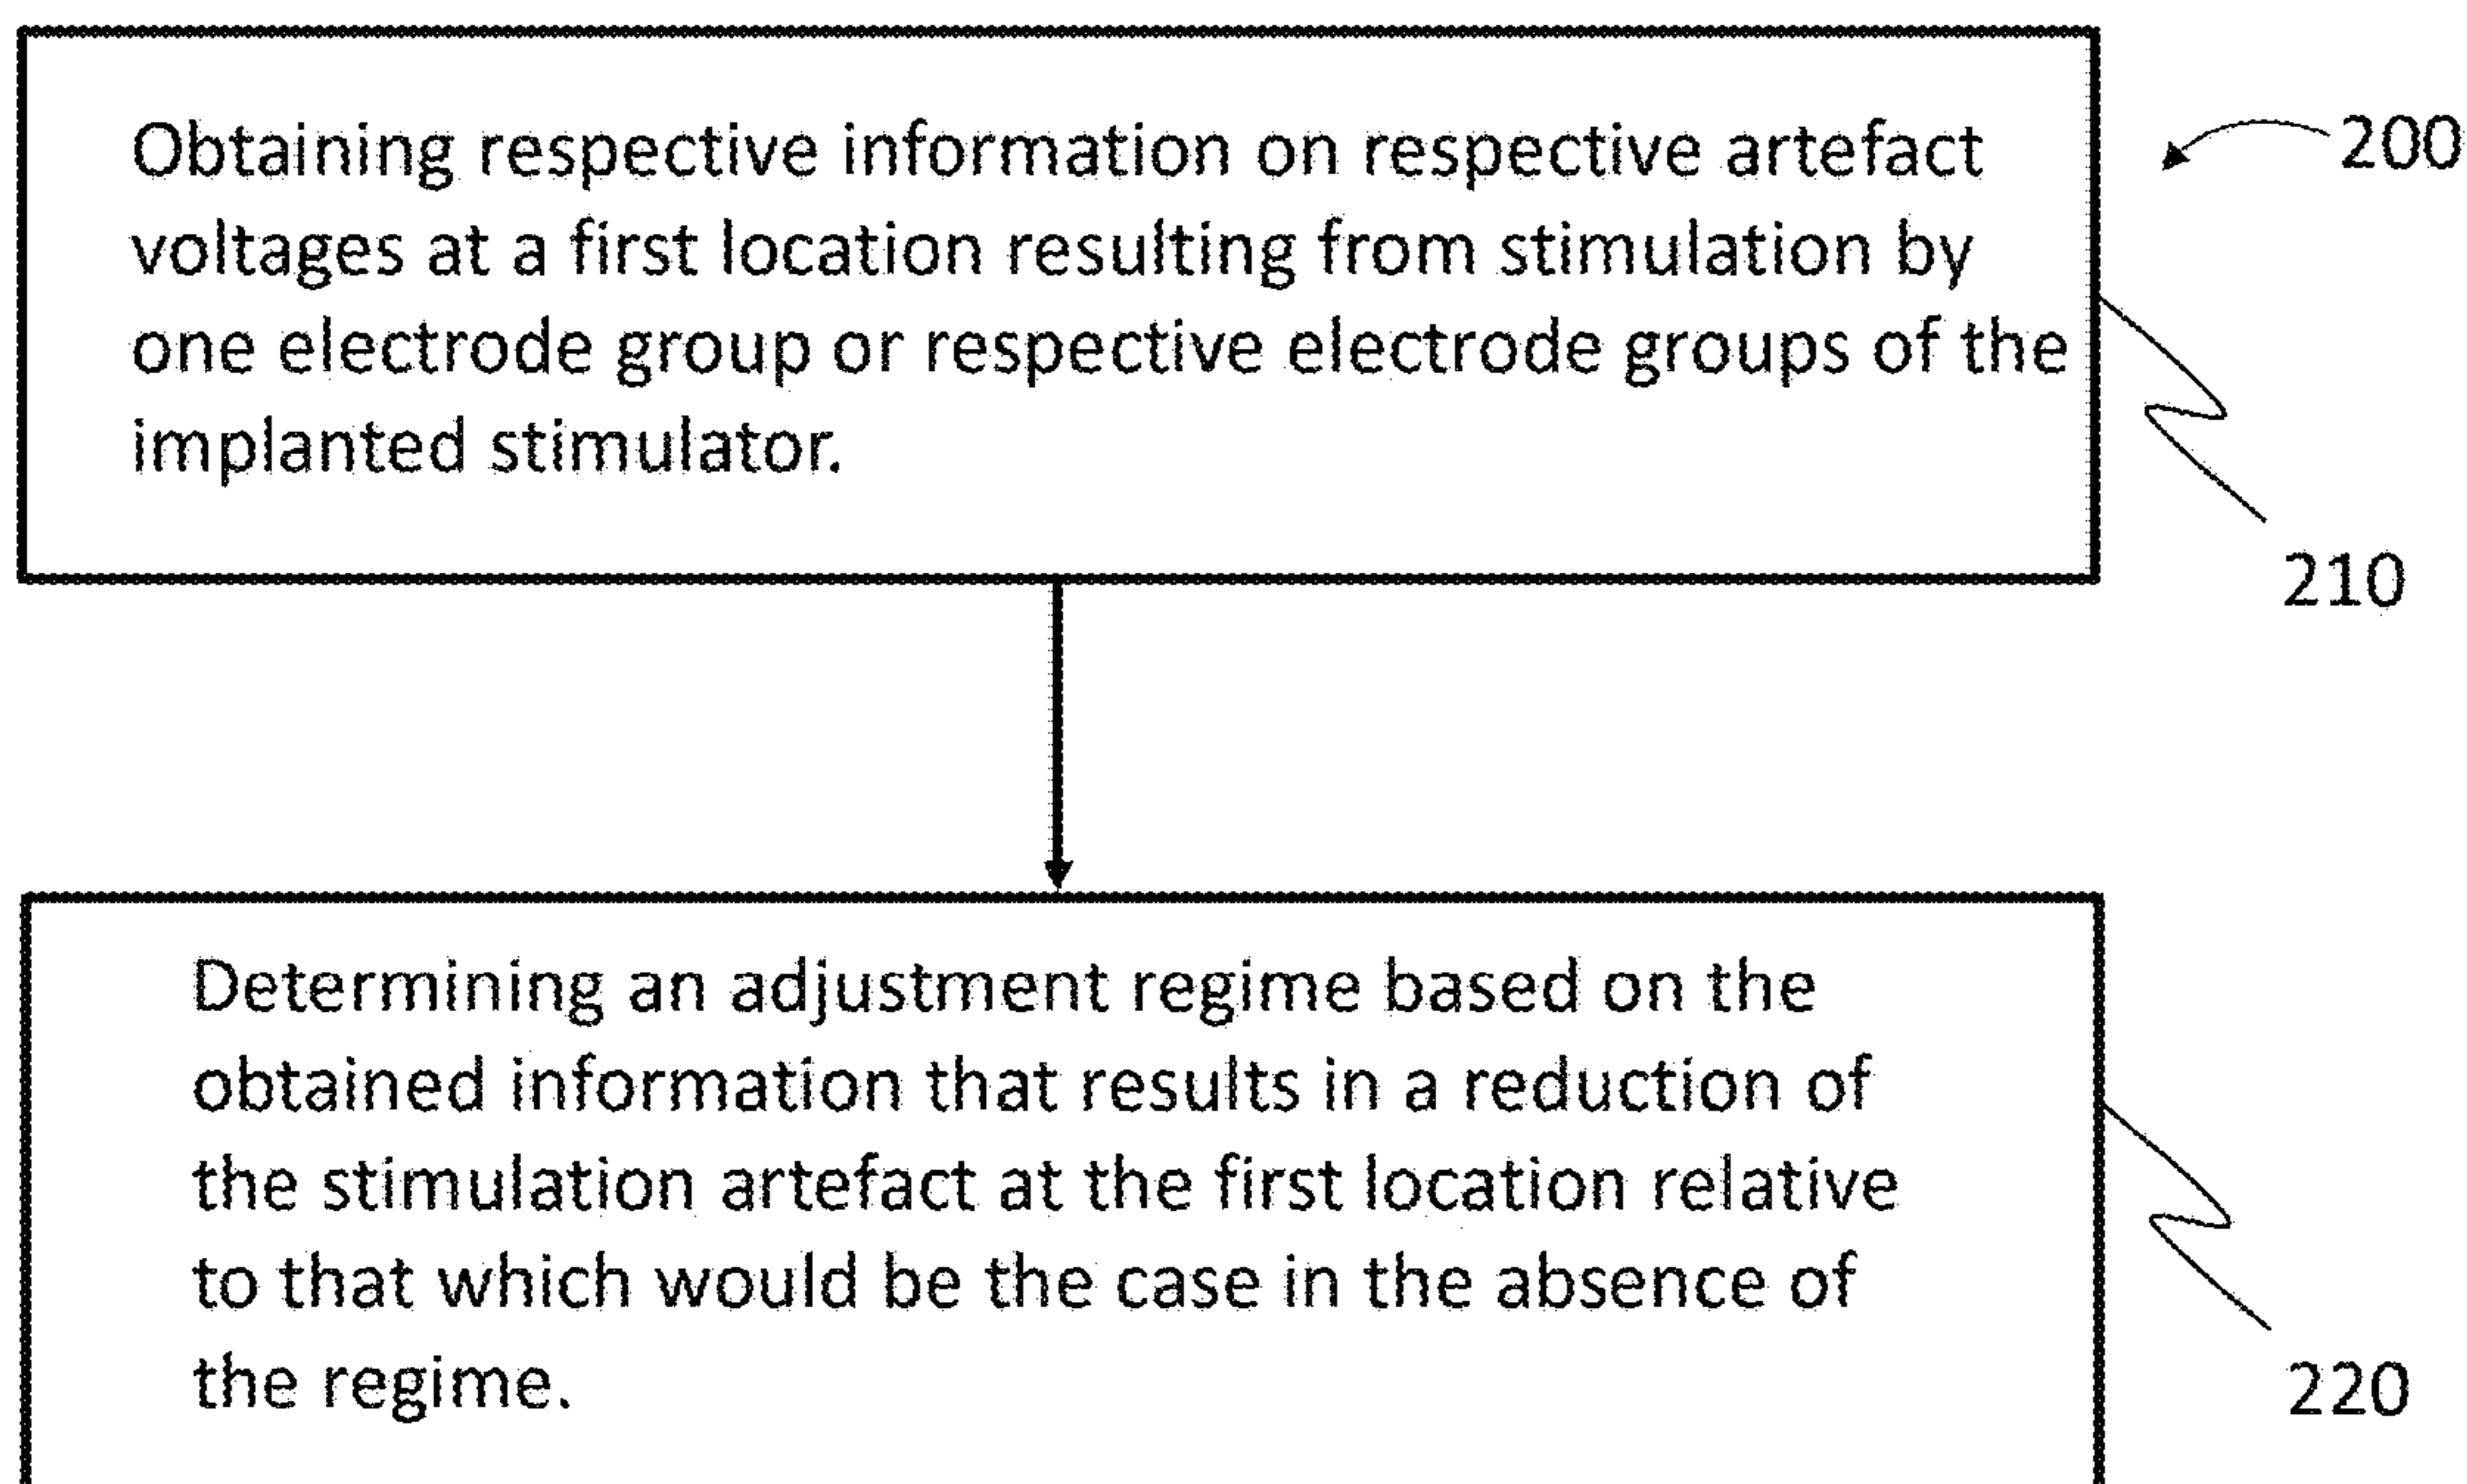 Obtaining respective information on respective artefact
voltages at a first location resulting from stimulation by
one electrode group or respective electrode groups of the
implanted stimulator.
200
210
Determining an adjustment regime based on the
obtained information that results in a reduction of
the stimulation artefact at the first location relative
to that which would be the case in the absence of
the regime.
220